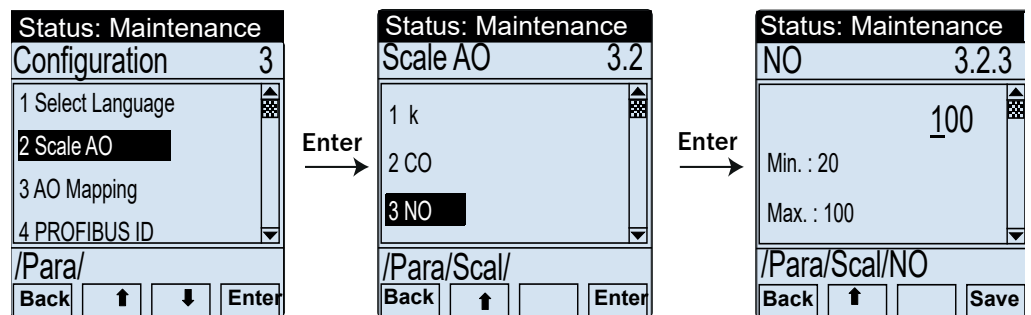 Status: Maintenance
Configuration 3
1 Select Language
2 Scale AO
3 AO Mapping
4 PROFIBUS ID
/Para/
Back Enter
Enter
Status: Maintenance
Scale AO 3.2
1 k
2 CO
3 NO
/Para/Scal/
Back Enter
Enter
Status: Maintenance
NO 3.2.3
100
Min. : 20
Max. : 100
/Para/Scal/NO
Back Save